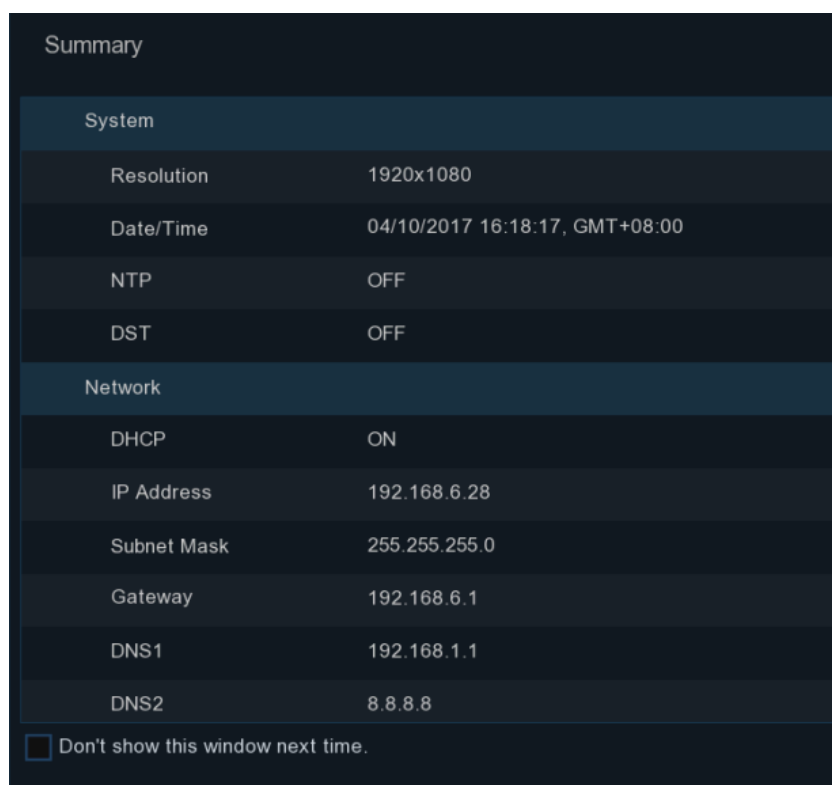 Summary
System
Resolution 1920x1080
Date/Time 04/10/2017 16:18:17, GMT+08:00
NTP OFF
DST OFF
Network
DHCP ON
IP Address 192.168.6.28
Subnet Mask 255.255.255.0
Gateway 192.168.6.1
DNS1 192.168.1.1
DNS2 8.8.8.8
Don't show this window next time.